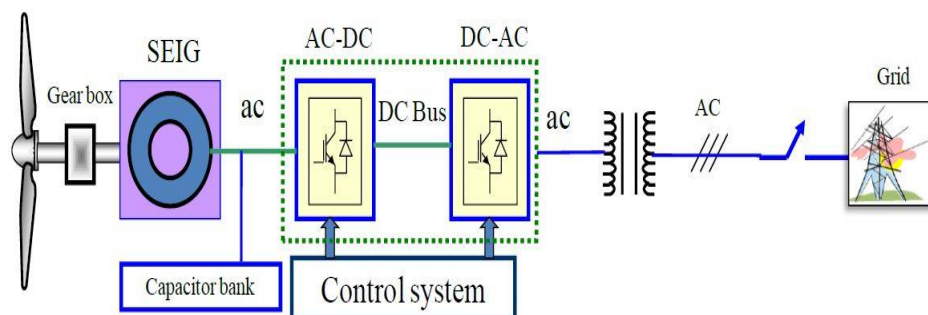 AC-DC
DC-AC
SEIG
Grid
Gear box
ac
DC Bus
ac
AC
Capacitor bank
Control system